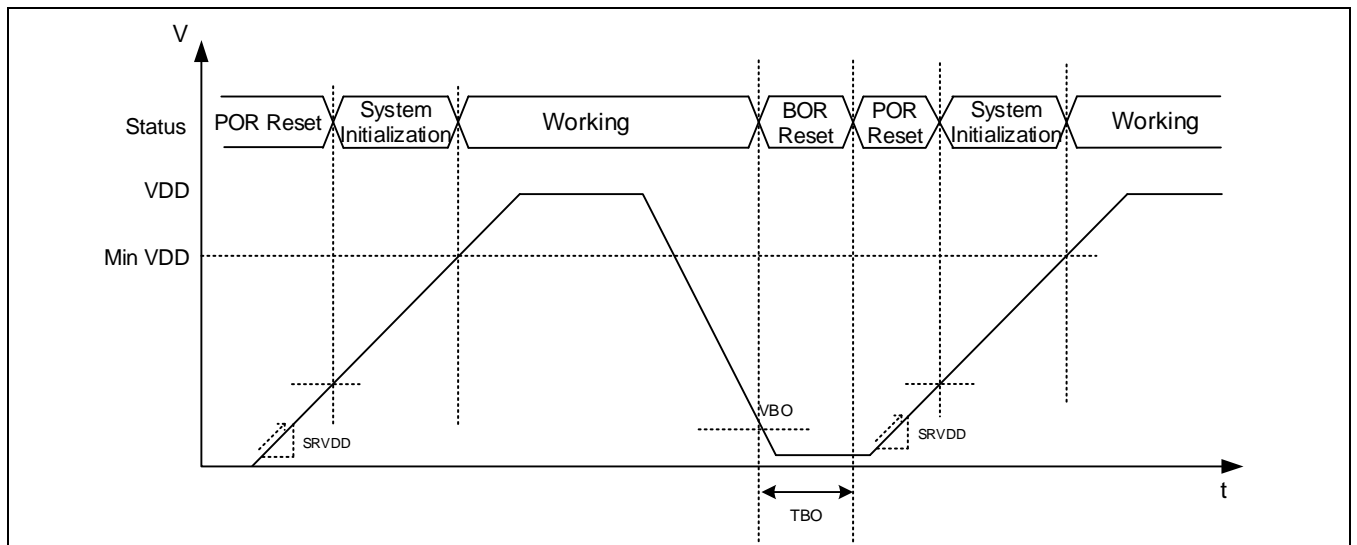 V
Status
POR Reset
System
Initialization
Working
BOR
Reset
POR
Reset
System
Initialization
Working
VDD
Min VDD
VBO
SRVDD
SRVDD
t
TBO